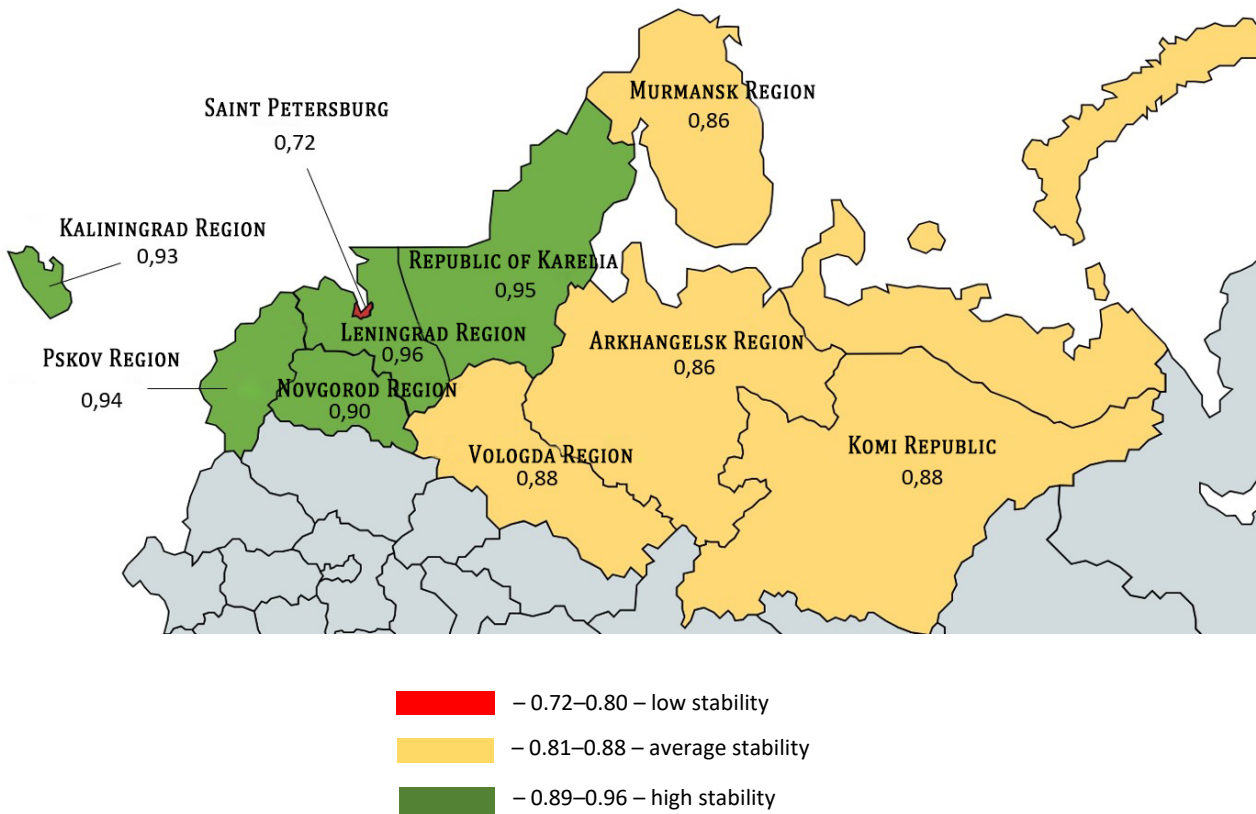 MURMANSK REGION
0,86
SAINT PETERSBURG
0,72
KALININGRAD REGION
0,93
REPUBLIC OF KARELIA
0,95
LENINGRAD REGION
0,96
ARKHANGELSK REGION
0,86
PSKOV REGION
0,94
NOVGOROD REGION
0,90
VOLOGDA REGION
0,88
KOMI REPUBLIC
0,88
– 0.72–0.80 – low stability
– 0.81–0.88 – average stability
– 0.89–0.96 – high stability